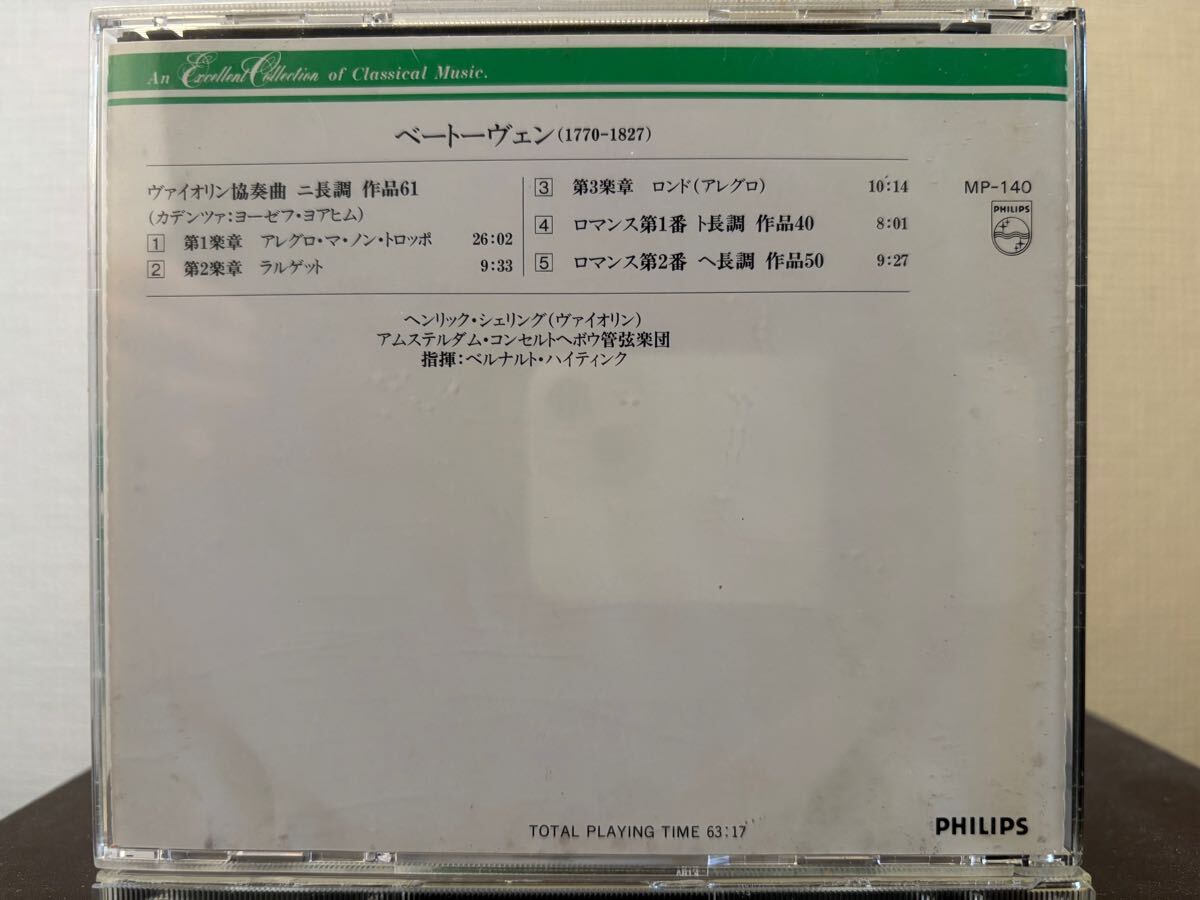 An Excellent Collection of Classical Music.
ベートーヴェン(1770-1827)
ヴァイオリン協奏曲 ニ長調 作品61
(カデンツァ:ヨーゼフ・ヨアヒム)
1 第1楽章 アレグロ・マ・ノン・トロッポ 26:02
2 第2楽章 ラルゲット 9:33
3 第3楽章 ロンド(アレグロ) 10:14
4 ロマンス第1番 ト長調 作品40 8:01
5 ロマンス第2番 ヘ長調 作品50 9:27
MP-140
PHILIPS
ヘンリック・シェリング(ヴァイオリン)
アムステルダム・コンセルトヘボウ管弦楽団
指揮:ベルナルト・ハイティンク
TOTAL PLAYING TIME 63:17
PHILIPS